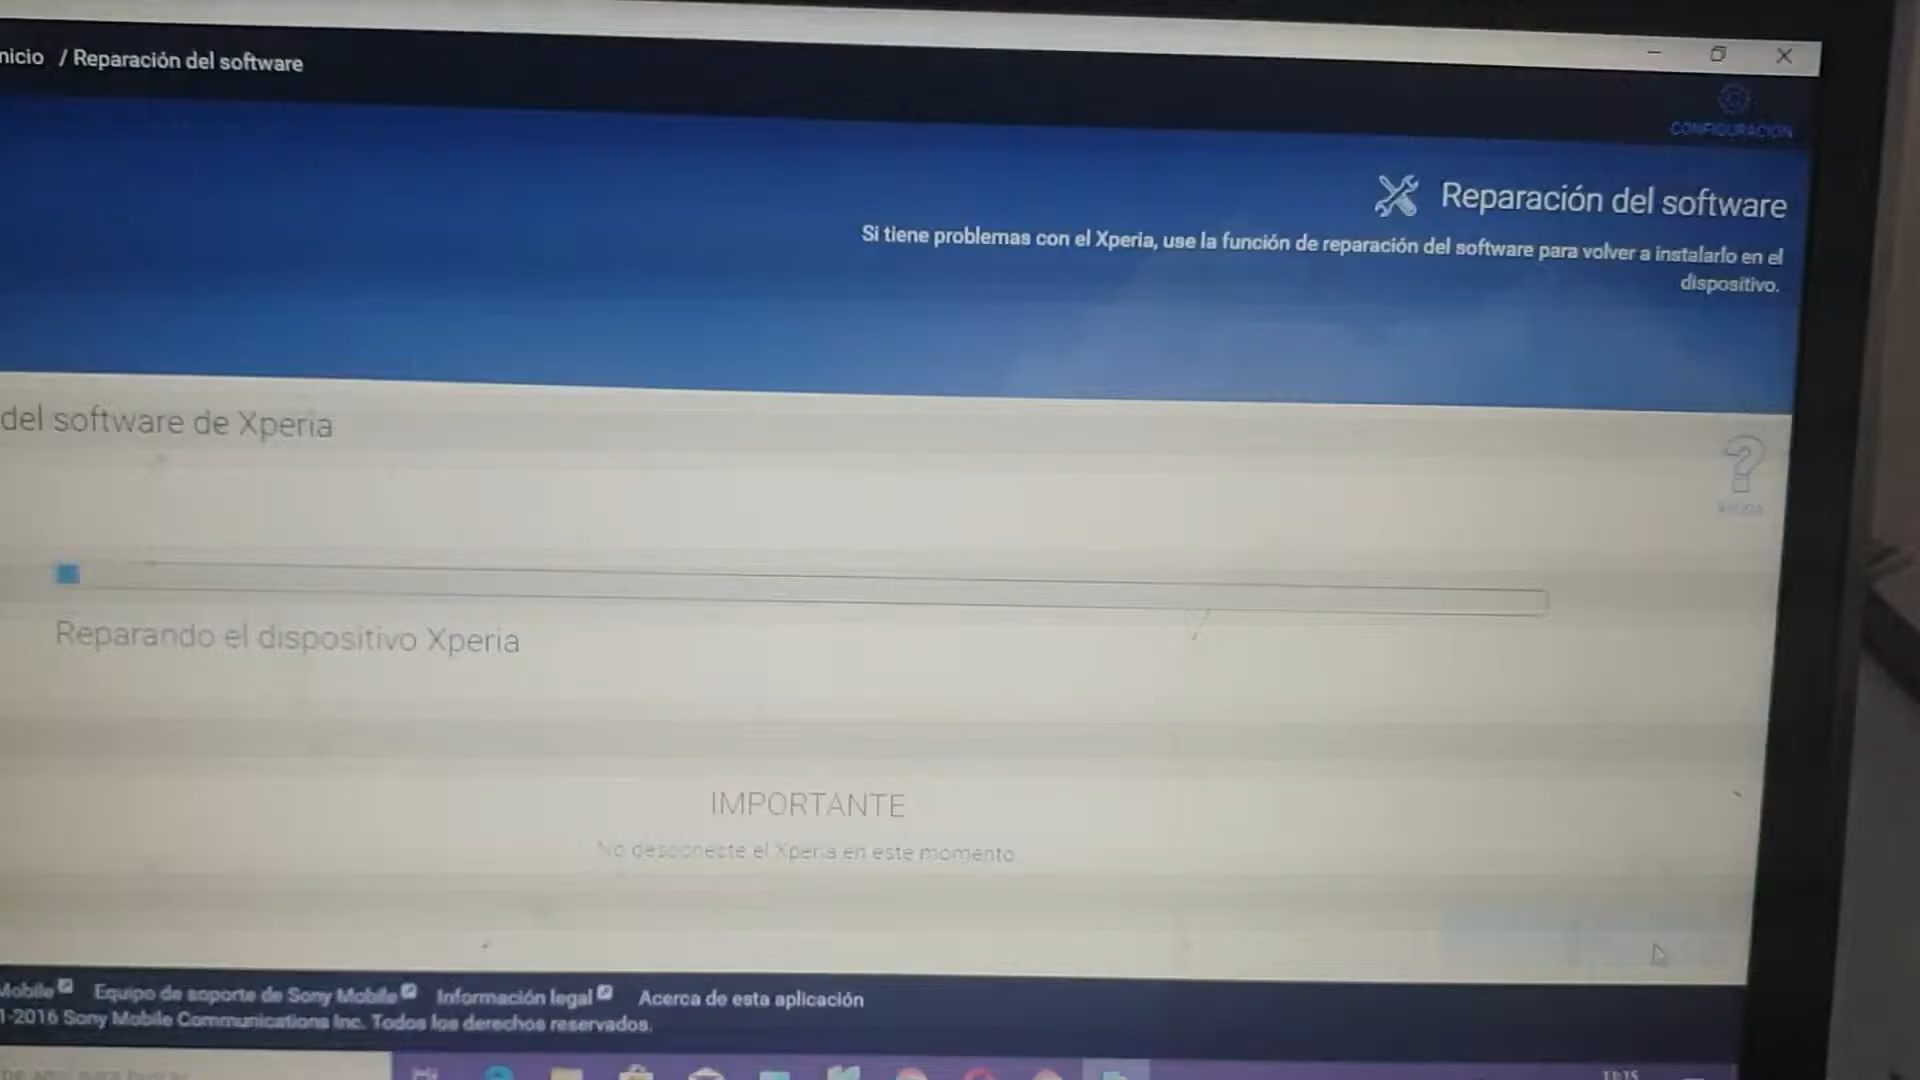 nicio / Reparación del software
CONFIGURACIÓN
Reparación del software
Si tiene problemas con el Xperia, use la función de reparación del software para volver a instalarlo en el
dispositivo.
del software de Xperia
AYUDA
Reparando el dispositivo Xperia
IMPORTANTE
No desconecte el Xperia en este momento
Mobile Equipo de soporte de Sony Mobile Información legal Acerca de esta aplicación
1-2016 Sony Mobile Communications Inc. Todos los derechos reservados.